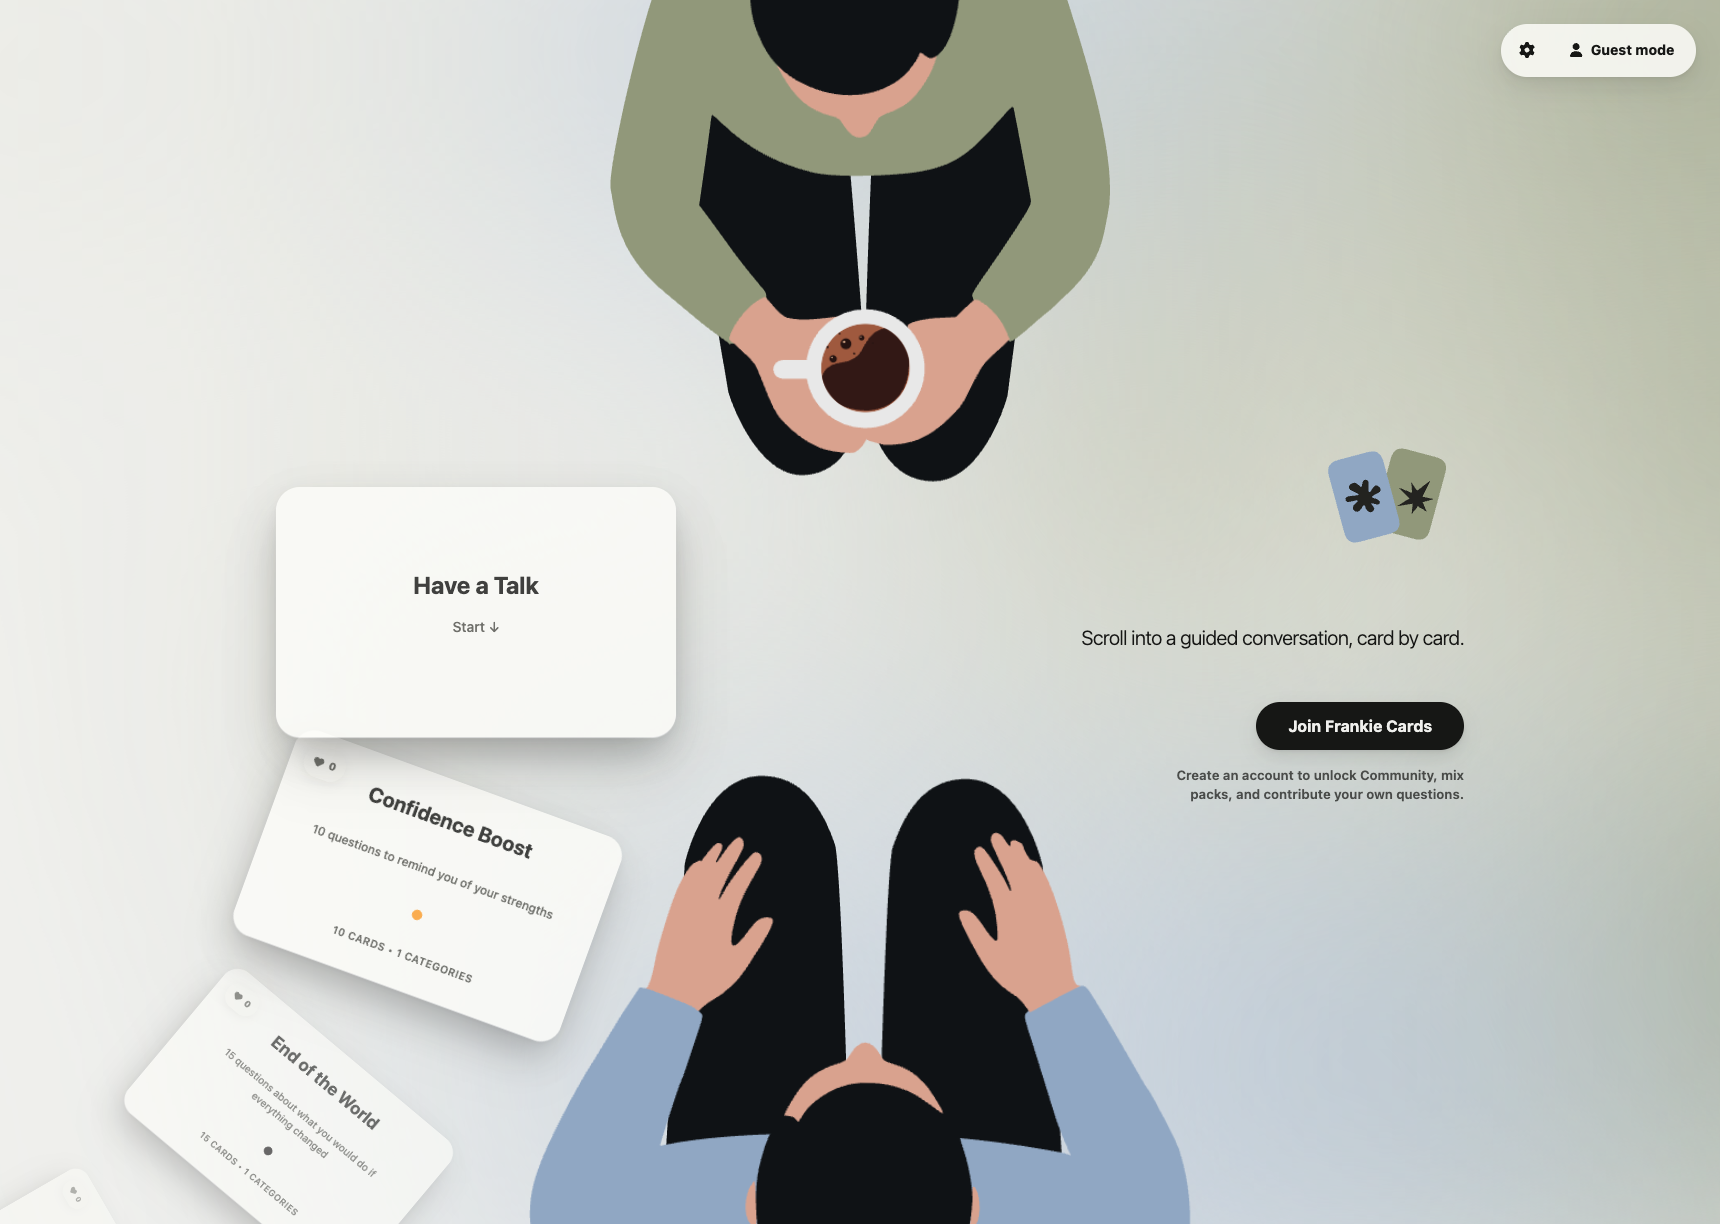 Guest mode
Have a Talk
Start ↓
Scroll into a guided conversation, card by card.
Join Frankie Cards
Create an account to unlock Community, mix
packs, and contribute your own questions.
0
Confidence Boost
10 questions to remind you of your strengths
10 CARDS • 1 CATEGORIES
0
End of the World
15 questions about what you would do if
everything changed
15 CARDS • 1 CATEGORIES
0